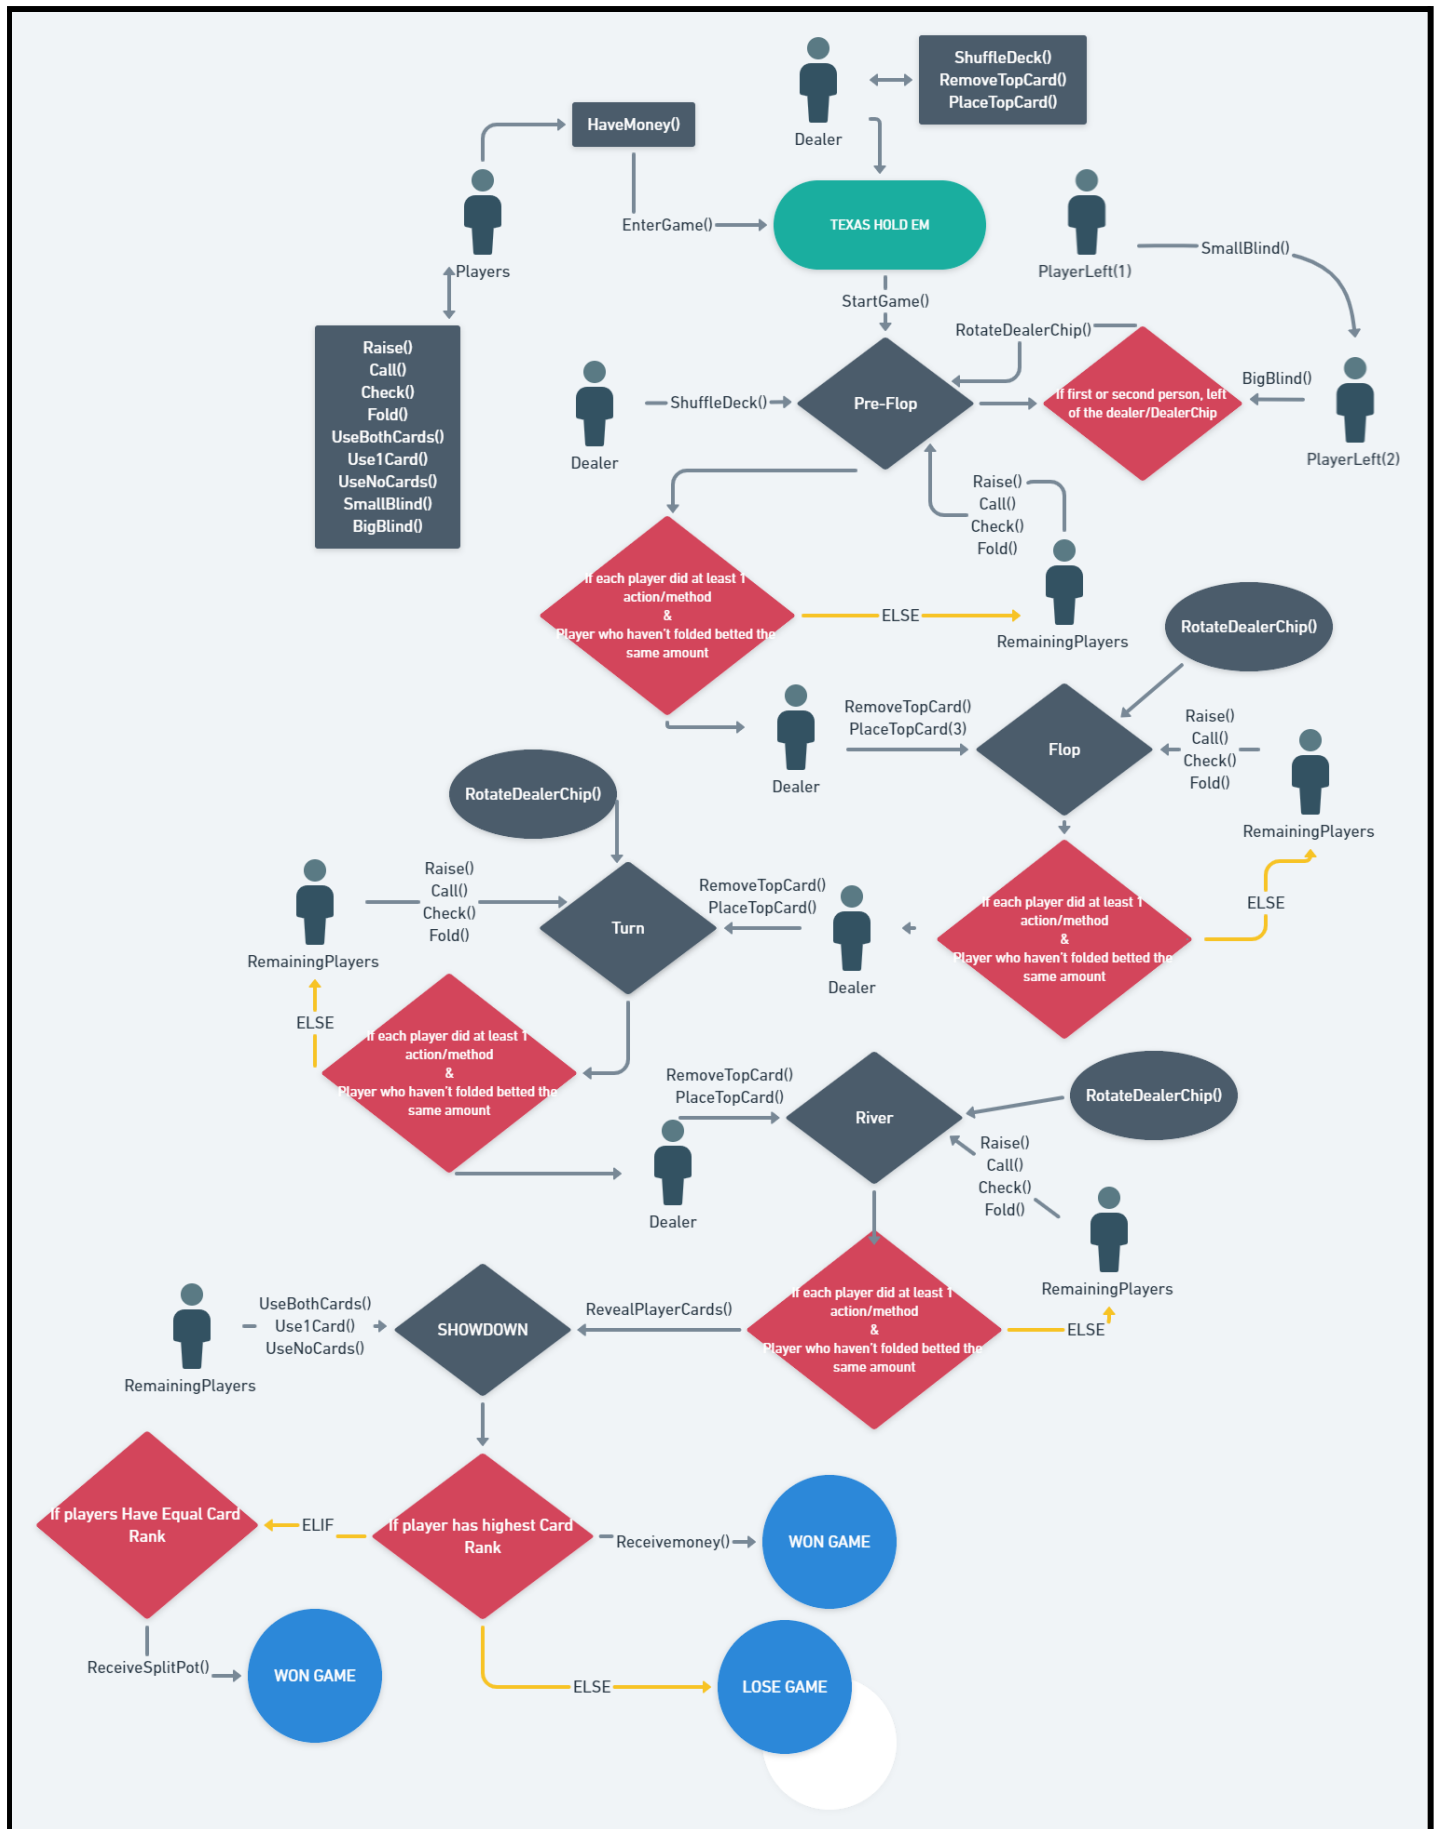 ShuffleDeck()
RemoveTopCard()
PlaceTopCard()
Dealer
HaveMoney()
Players
EnterGame()
TEXAS HOLD EM
PlayerLeft(1)
SmallBlind()
StartGame()
Raise()
Call()
Check()
Fold()
UseBothCards()
Use1Card()
UseNoCards()
SmallBlind()
BigBlind()
Dealer
ShuffleDeck()
Pre-Flop
RotateDealerChip()
If first or second person, left
of the dealer/DealerChip
BigBlind()
PlayerLeft(2)
Raise()
Call()
Check()
Fold()
If each player did at least 1
action/method
&
Player who haven't folded betted the
same amount
ELSE
RemainingPlayers
RotateDealerChip()
Dealer
RemoveTopCard()
PlaceTopCard(3)
Flop
Raise()
Call()
Check()
Fold()
RemainingPlayers
RotateDealerChip()
RemainingPlayers
Raise()
Call()
Check()
Fold()
Turn
RemoveTopCard()
PlaceTopCard()
Dealer
If each player did at least 1
action/method
&
Player who haven't folded betted the
same amount
ELSE
ELSE
If each player did at least 1
action/method
&
Player who haven't folded betted the
same amount
RemoveTopCard()
PlaceTopCard()
Dealer
River
RotateDealerChip()
Raise()
Call()
Check()
Fold()
RemainingPlayers
RemainingPlayers
UseBothCards()
Use1Card()
UseNoCards()
SHOWDOWN
RevealPlayerCards()
If each player did at least 1
action/method
&
Player who haven't folded betted the
same amount
ELSE
If players Have Equal Card
Rank
ELIF
If player has highest Card
Rank
Receivemoney()
WON GAME
ReceiveSplitPot()
WON GAME
ELSE
LOSE GAME